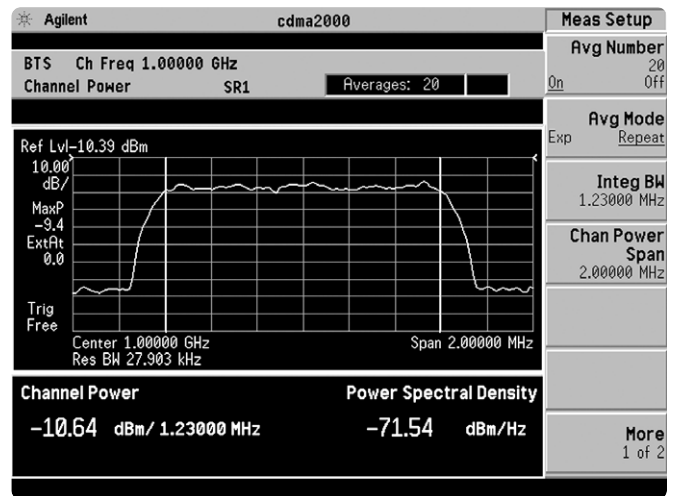 Agilent
cdma2000
Meas Setup
BTS Ch Freq 1.00000 GHz
Channel Power SR1 Averages: 20
Ref Lvl-10.39 dBm
10.00
dB/
MaxP
-9.4
ExtAt
0.0
Trig
Free
Center 1.00000 GHz Span 2.00000 MHz
Res BW 27.903 kHz
Channel Power Power Spectral Density
-10.64 dBm/ 1.23000 MHz -71.54 dBm/Hz
Avg Number
20
On Off
Avg Mode
Exp Repeat
Integ BW
1.23000 MHz
Chan Power
Span
2.00000 MHz
More
1 of 2